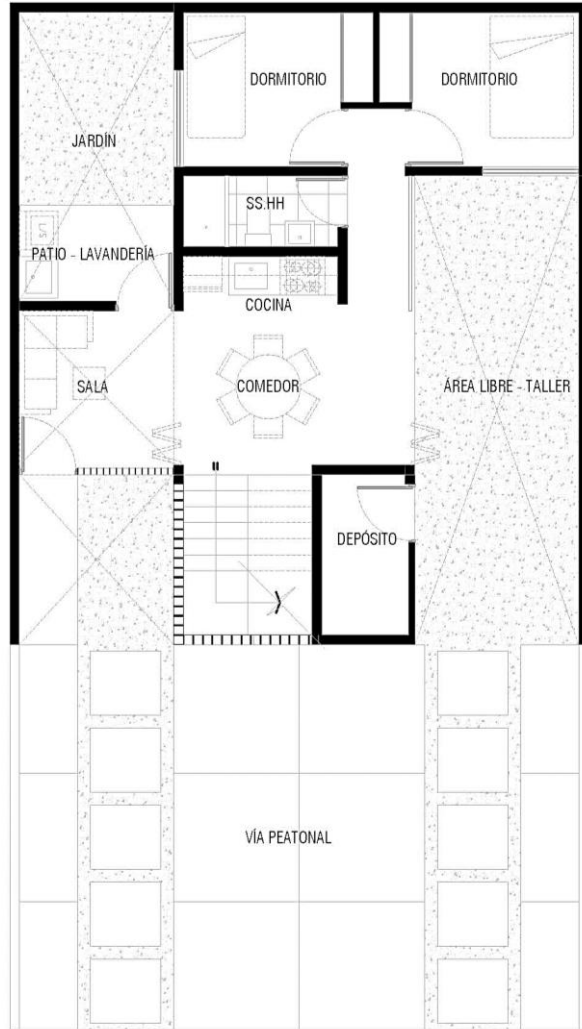 DORMITORIO
DORMITORIO
JARDÍN
SS.HH
PATIO - LAVANDERÍA
COCINA
SALA
COMEDOR
ÁREA LIBRE - TALLER
DEPÓSITO
VÍA PEATONAL